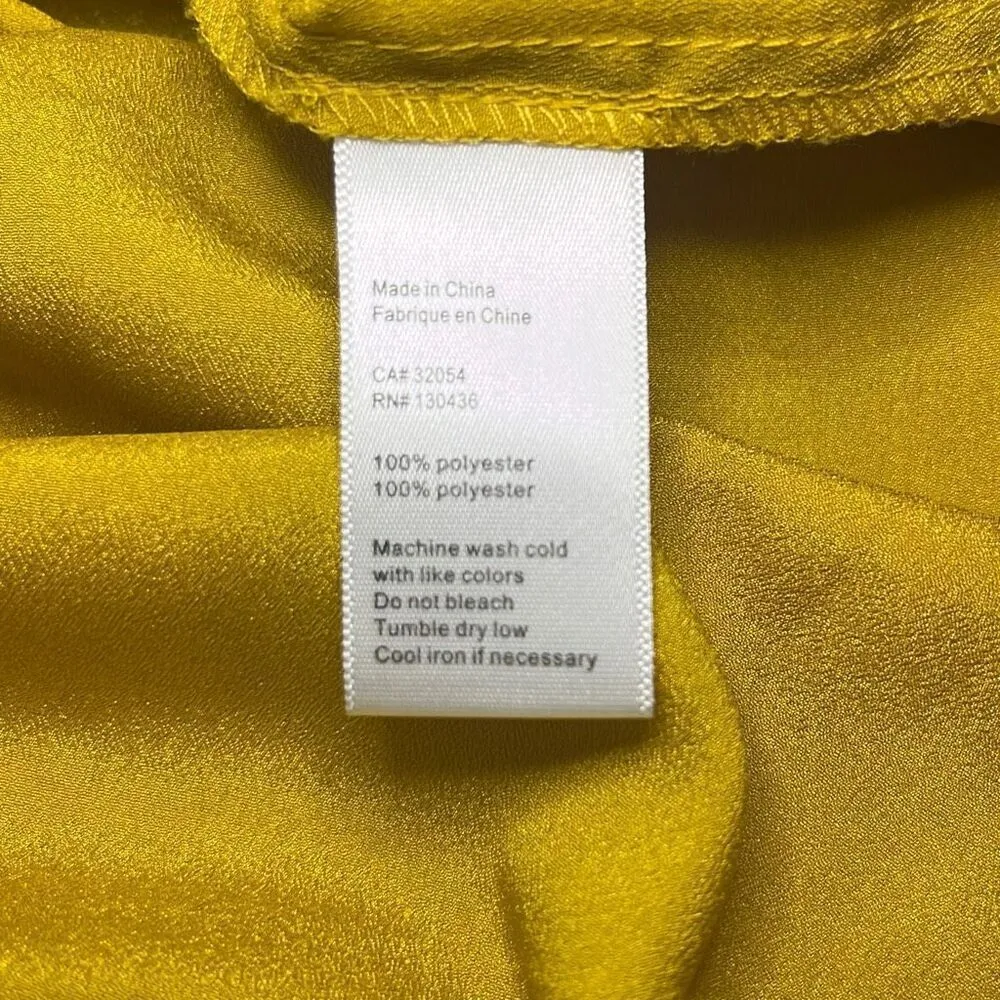 Made in China
Fabrique en Chine
CA# 32054
RN# 130436
100% polyester
100% polyester
Machine wash cold
with like colors
Do not bleach
Tumble dry low
Cool iron if necessary